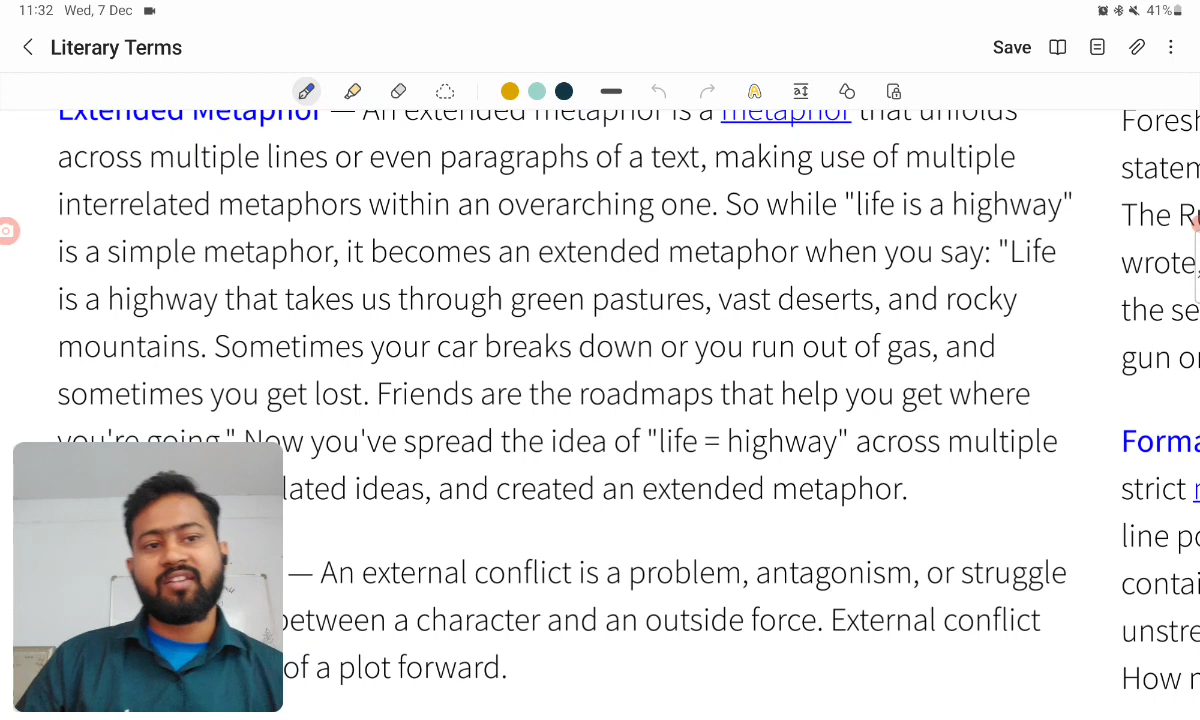 11:32 Wed, 7 Dec 41%
Literary Terms
Save
Extended Metaphor — An extended metaphor is a metaphor that unfolds
across multiple lines or even paragraphs of a text, making use of multiple
interrelated metaphors within an overarching one. So while "life is a highway"
is a simple metaphor, it becomes an extended metaphor when you say: "Life
is a highway that takes us through green pastures, vast deserts, and rocky
mountains. Sometimes your car breaks down or you run out of gas, and
sometimes you get lost. Friends are the roadmaps that help you get where
you're going." Now you've spread the idea of "life = highway" across multiple
lated ideas, and created an extended metaphor.
— An external conflict is a problem, antagonism, or struggle
between a character and an outside force. External conflict
of a plot forward.
Foresh
statem
The Ru
wrote,
the se
gun or
Forma
strict
line po
contai
unstre
How m